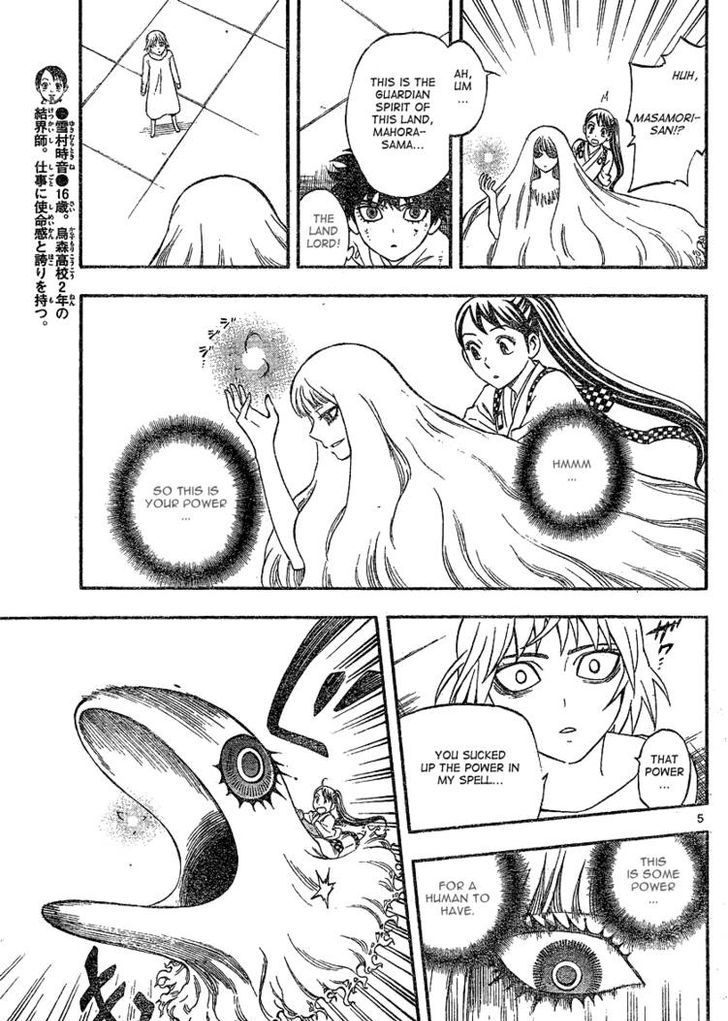 HUH,
MASAMORI-
SAN!?
AH,
UM
...
THIS IS THE
GUARDIAN
SPIRIT OF
THIS LAND,
MAHORA-
SAMA...
THE
LAND
LORD!
●雪村時音●16歳。烏森高校2年の
結界師。仕事に使命感と誇りを持つ。
HMMM
...
SO THIS IS
YOUR POWER
...
THAT
POWER
...
YOU SUCKED
UP THE POWER IN
MY SPELL...
5
THIS
IS SOME
POWER
...
FOR A
HUMAN TO
HAVE.